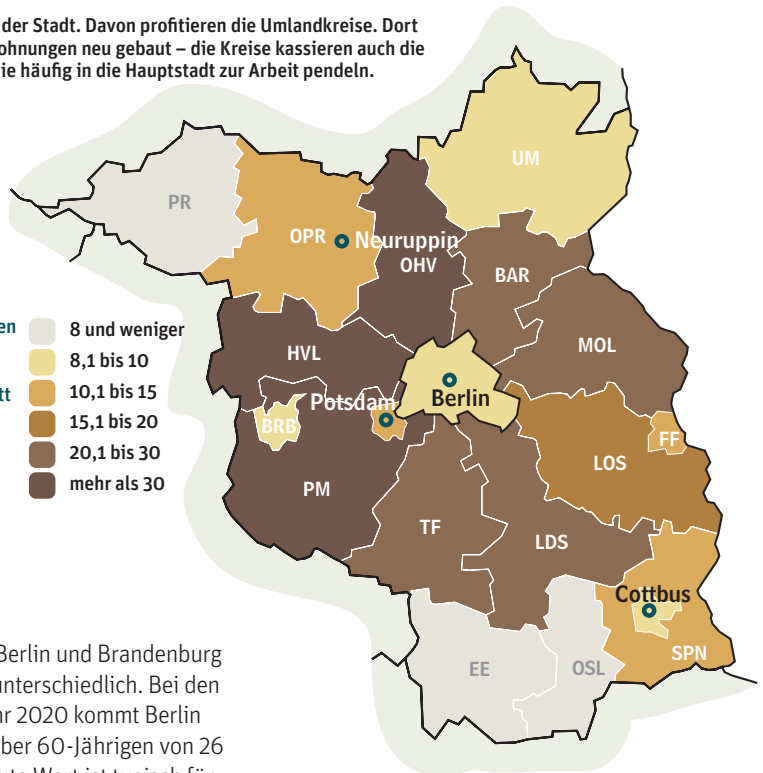 der Stadt. Davon profitieren die Umlandkreise. Dort
ohnungen neu gebaut – die Kreise kassieren auch die
ie häufig in die Hauptstadt zur Arbeit pendeln.
UM
PR
OPR
Neuruppin
OHV
BAR
en
8 und weniger
HVL
MOL
8,1 bis 10
tt
10,1 bis 15
Potsdam
Berlin
15,1 bis 20
BRB
FF
20,1 bis 30
LOS
mehr als 30
PM
TF
LDS
Cottbus
Berlin und Brandenburg
SPN
unterschiedlich. Bei den
EE
OSL
hr 2020 kommt Berlin
ber 60-Jährigen von 26